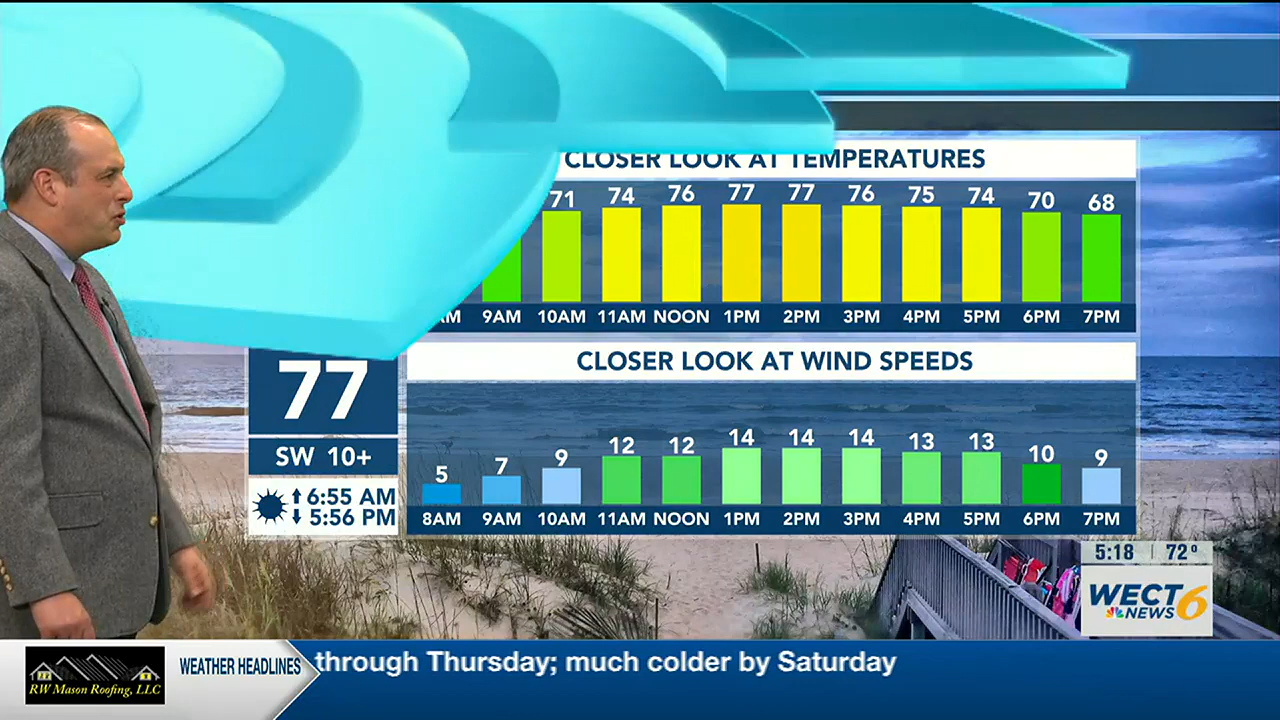 CLOSER LOOK AT TEMPERATURES
71 74 76 77 77 76 75 74 70 68
9AM 10AM 11AM NOON 1PM 2PM 3PM 4PM 5PM 6PM 7PM
77
SW 10+
6:55 AM
5:56 PM
CLOSER LOOK AT WIND SPEEDS
5 7 9 12 12 14 14 14 13 13 10 9
8AM 9AM 10AM 11AM NOON 1PM 2PM 3PM 4PM 5PM 6PM 7PM
5:18 72°
WECT 6
NEWS
RW Mason Roofing, LLC
WEATHER HEADLINES
through Thursday; much colder by Saturday